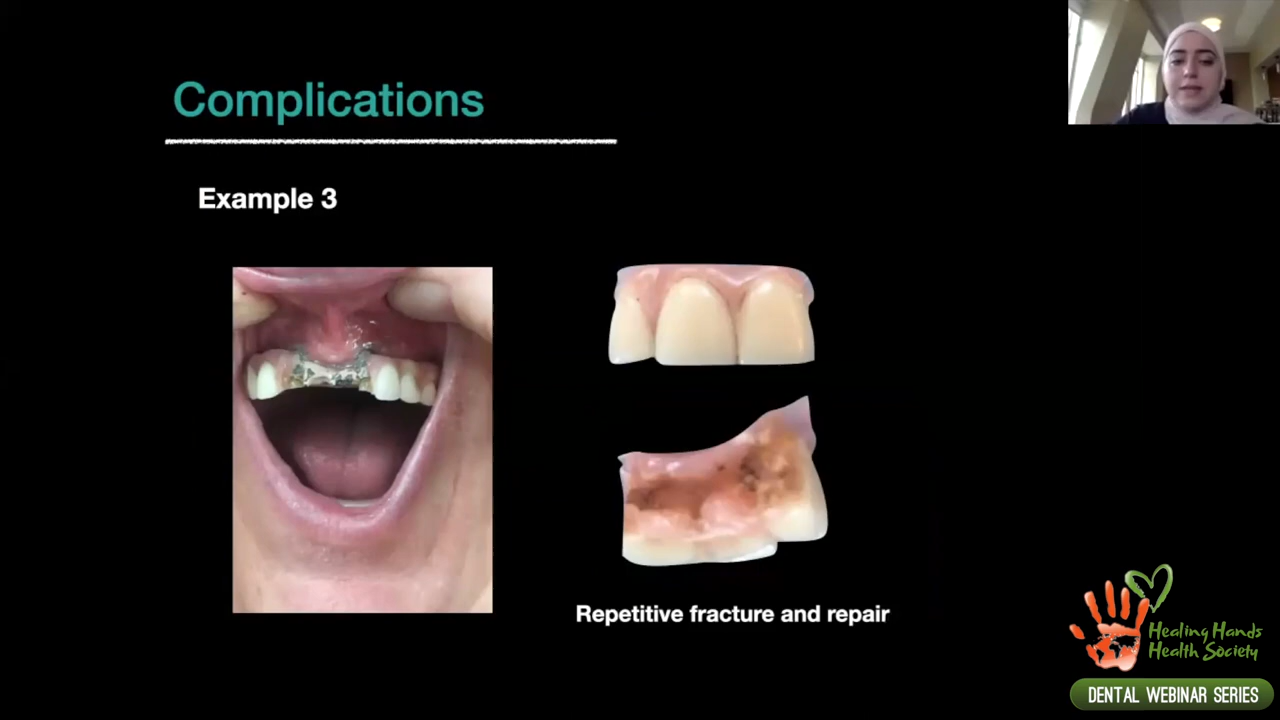 Complications
Example 3
Repetitive fracture and repair
Healing Hands
Health Society
DENTAL WEBINAR SERIES